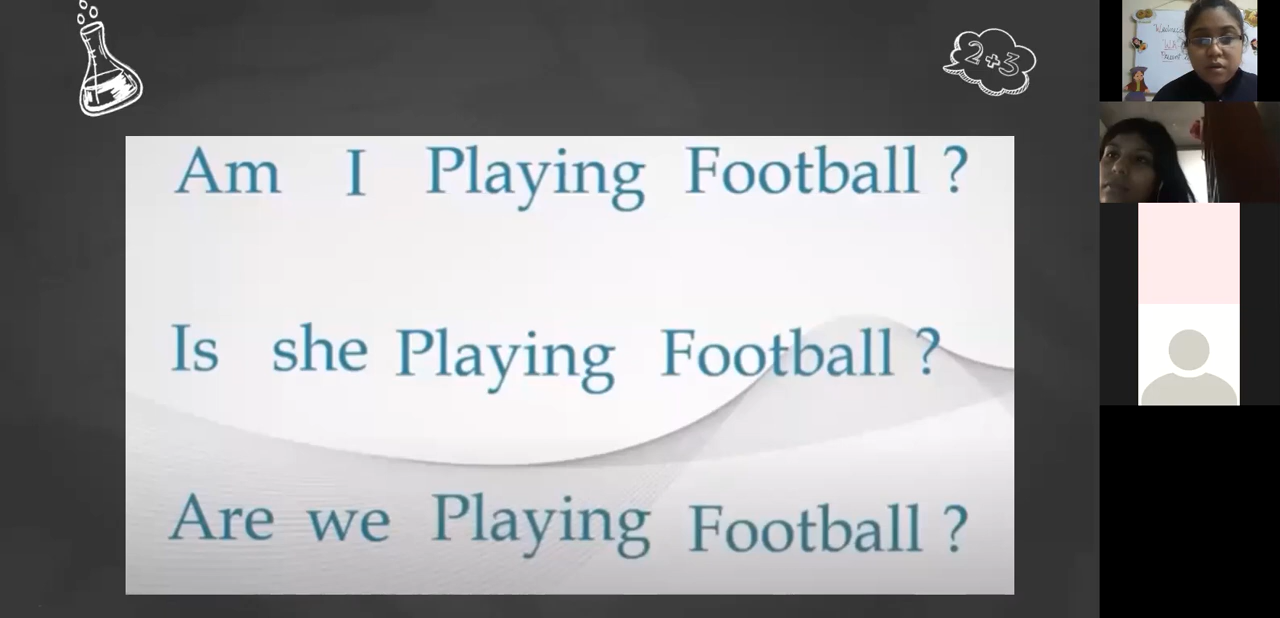 2+3
Am I Playing Football ?
Is she Playing Football ?
Are we Playing Football ?